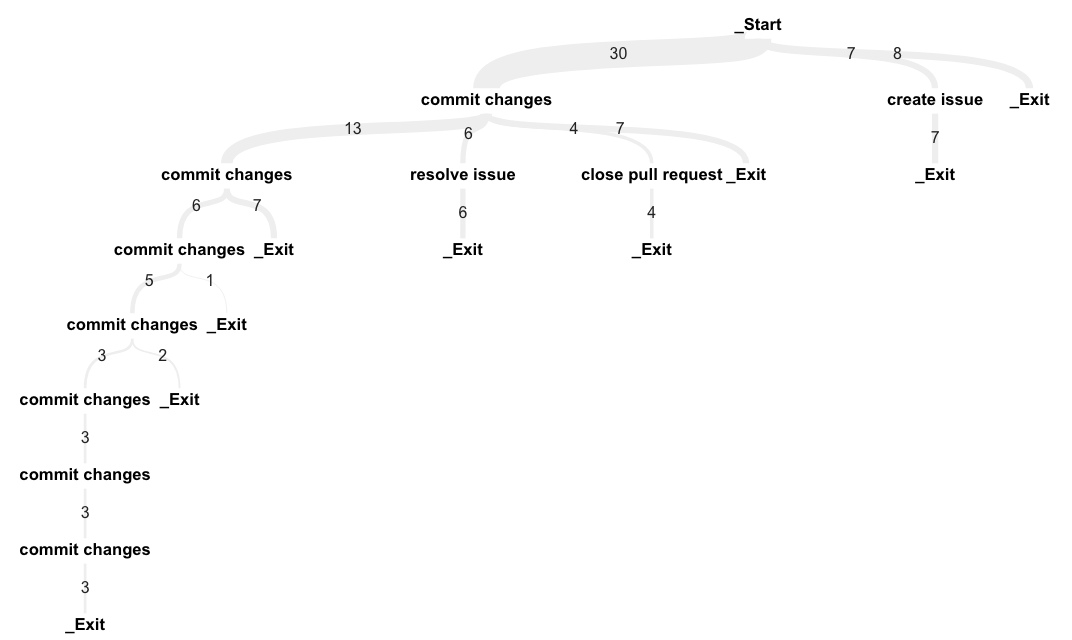 _Start
30 7 8
commit changes create issue _Exit
13 6 4 7 7
commit changes resolve issue close pull request _Exit _Exit
6 7 6 4
commit changes _Exit _Exit _Exit
5 1
commit changes _Exit
3 2
commit changes _Exit
3
commit changes
3
commit changes
3
_Exit